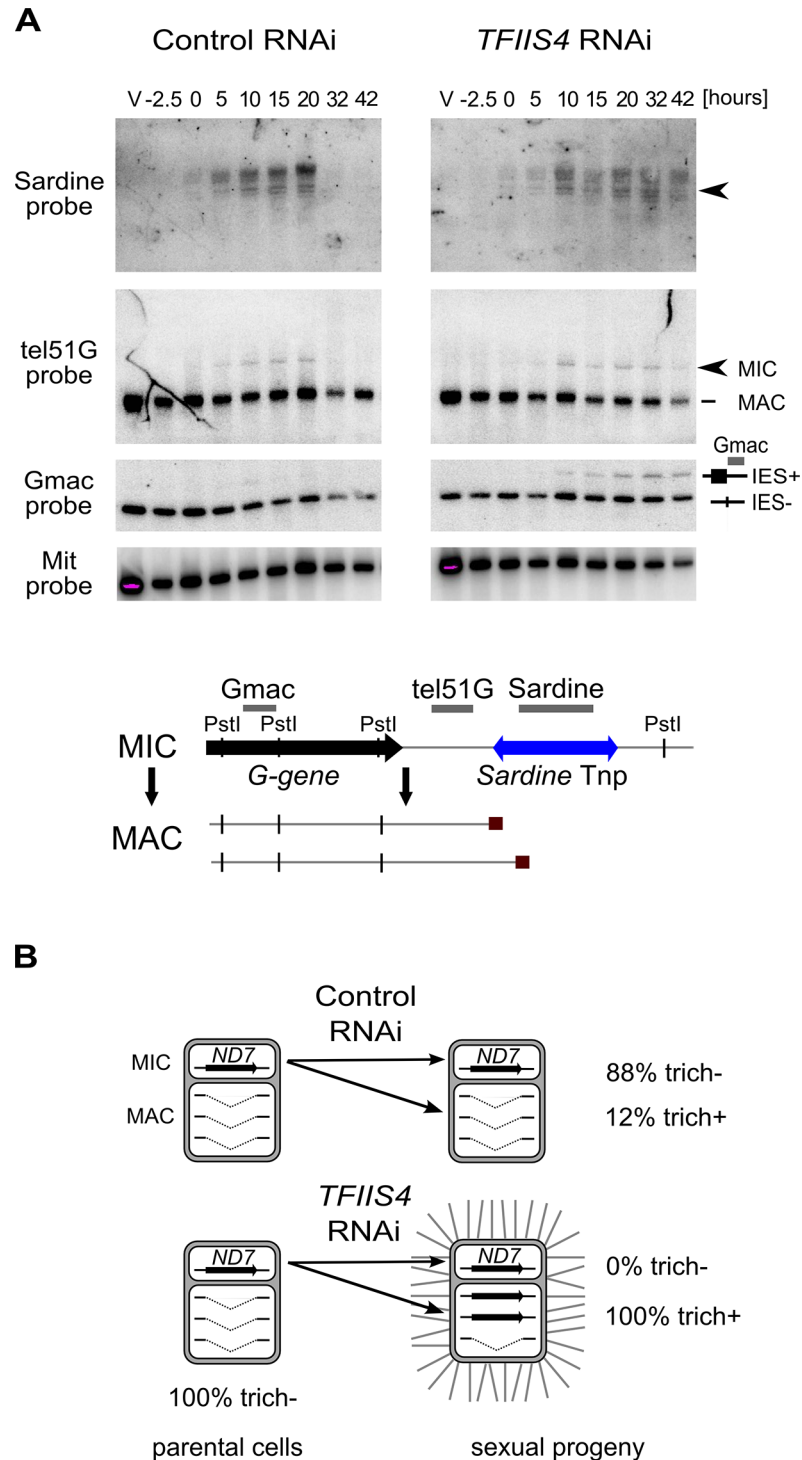 A
Control RNAi
TFIIS4 RNAi
V -2.5 0 5 10 15 20 32 42
V -2.5 0 5 10 15 20 32 42 [hours]
Sardine
probe
tel51G
probe
MIC
MAC
Gmac
Gmac
probe
IES+
IES-
Mit
probe
Gmac
tel51G
Sardine
PstI
PstI
PstI
PstI
MIC
G-gene
Sardine Tnp
MAC
B
Control
RNAi
MIC
ND7
ND7
MAC
88% trich-
12% trich+
TFIIS4
RNAi
ND7
ND7
0% trich-
100% trich+
100% trich-
parental cells
sexual progeny